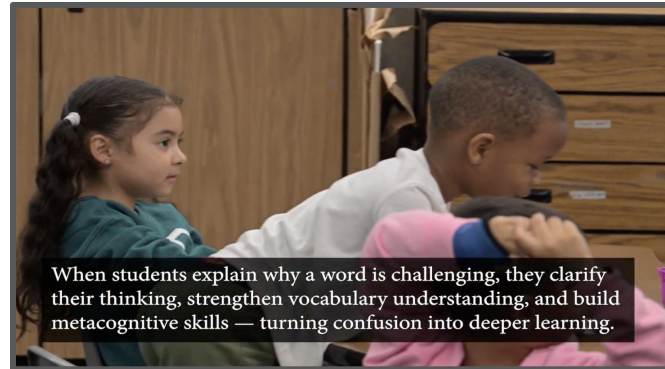 When students explain why a word is challenging, they clarify
their thinking, strengthen vocabulary understanding, and build
metacognitive skills — turning confusion into deeper learning.